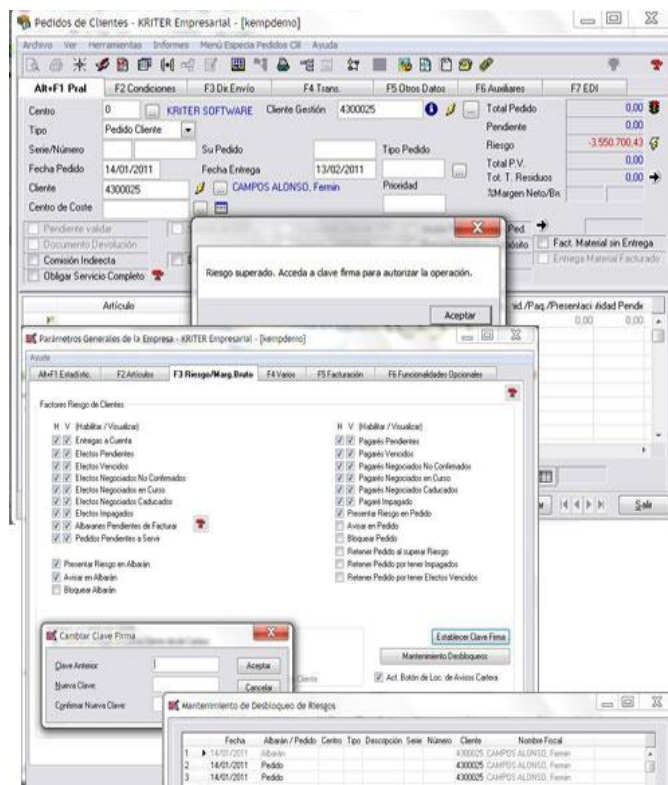 Pedidos de Clientes - KRITER Empresarial - [kempdemo]
Archivo Ver Herramientas Informes Menú Especia Pedidos Cli Ayuda
Alt+F1 Pral F2 Condiciones F3 Dir.Envío F4 Trans. F5 Otros Datos F6 Auxiliares F7 EDI
Centro 0 KRITER SOFTWARE Cliente Gestión 4300025 Total Pedido 0,00
Tipo Pedido Cliente Pendiente 0,00
Serie/Número Su Pedido Tipo Pedido Riesgo -3.550.700,43
Fecha Pedido 14/01/2011 Fecha Entrega 13/02/2011 Total P.V. 0,00
Tot. T. Residuos 0,00
Cliente 4300025 CAMPOS ALONSO, Fermin Prioridad %Margen Neto/Brt
Centro de Coste
Pendiente validar Ped.
Documento Devolución pósito Fact. Material sin Entrega
Comisión Indirecta Entrega Material Facturado
Obligar Servicio Completo
Riesgo superado. Acceda a clave firma para autorizar la operación.
Aceptar
Artículo nid./Paq./Presentaci tidad Pendie
0,00 0,00
Salir
Parámetros Generales de la Empresa - KRITER Empresarial - [kempdemo]
Ayuda
Alt+F1 Estadístic. F2 Artículos F3 Riesgo/Marg.Bruto F4 Varios F5 Facturación F6 Funcionalidades Opcionales
Factores Riesgo de Clientes
H V (Habilitar / Visualizar)
Entregas a Cuenta
Efectos Pendientes
Efectos Vencidos
Efectos Negociados No Confirmados
Efectos Negociados en Curso
Efectos Negociados Caducados
Efectos Impagados
Albaranes Pendientes de Facturar
Pedidos Pendientes a Servir
Presentar Riesgo en Albarán
Avisar en Albarán
Bloquear Albarán
H V (Habilitar / Visualizar)
Pagarés Pendientes
Pagarés Vencidos
Pagarés Negociados No Confirmados
Pagarés Negociados en Curso
Pagarés Negociados Caducados
Pagaré Impagado
Presentar Riesgo en Pedido
Avisar en Pedido
Bloquear Pedido
Retener Pedido al superar Riesgo
Retener Pedido por tener Impagados
Retener Pedido por tener Efectos Vencidos
Establecer Clave Firma
Mantenimiento Desbloqueos
Act. Botón de Loc. de Avisos Cartera
Cambiar Clave Firma
Clave Anterior: Aceptar
Nueva Clave: Cancelar
Confirmar Nueva Clave:
Mantenimiento de Desbloqueo de Riesgos
Fecha Albarán / Pedido Centro Tipo Descripción Serie Número Cliente Nombre Fiscal
1 14/01/2011 Albarán 4300025 CAMPOS ALONSO, Fermin
2 14/01/2011 Pedido 4300025 CAMPOS ALONSO, Fermin
3 14/01/2011 Pedido 4300025 CAMPOS ALONSO, Fermin